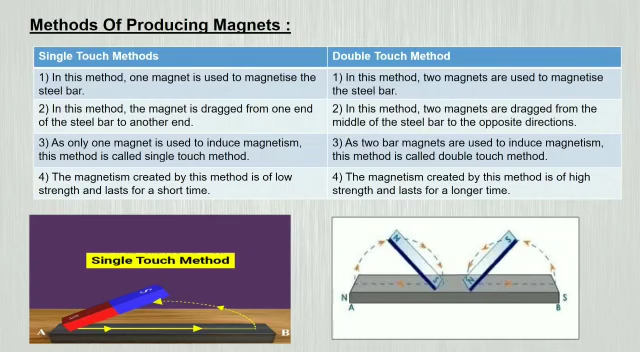 Methods Of Producing Magnets :
Single Touch Methods
Double Touch Method
1) In this method, one magnet is used to magnetise the
steel bar.
1) In this method, two magnets are used to magnetise
the steel bar.
2) In this method, the magnet is dragged from one end
of the steel bar to another end.
2) In this method, two magnets are dragged from the
middle of the steel bar to the opposite directions.
3) As only one magnet is used to induce magnetism,
this method is called single touch method.
3) As two bar magnets are used to induce magnetism,
this method is called double touch method.
4) The magnetism created by this method is of low
strength and lasts for a short time.
4) The magnetism created by this method is of high
strength and lasts for a longer time.
Single Touch Method
S
A
B
N
S
S
N
N
S
A
B